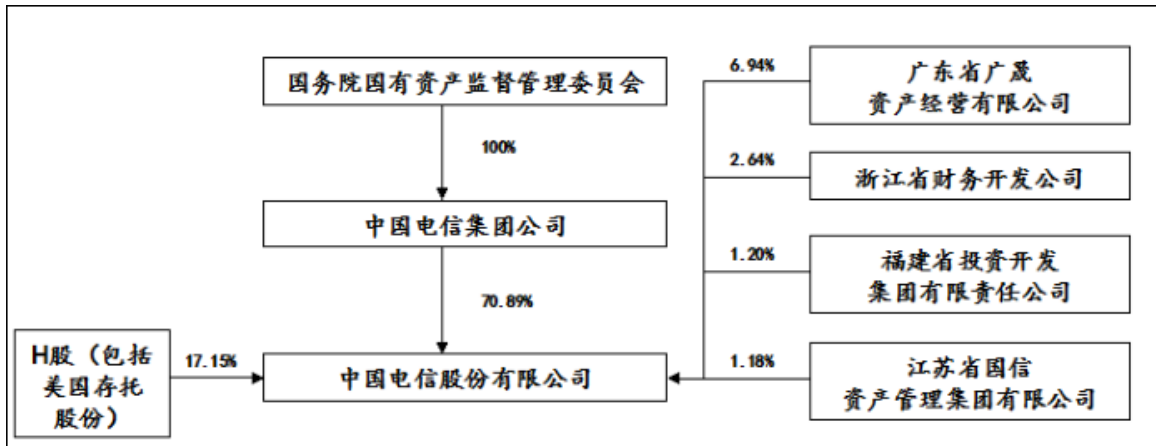 国务院国有资产监督管理委员会
100%
中国电信集团公司
70.89%
H股（包括
美国存托
股份）
17.15%
中国电信股份有限公司
6.94%
广东省广晟
资产经营有限公司
2.64%
浙江省财务开发公司
1.20%
福建省投资开发
集团有限责任公司
1.18%
江苏省国信
资产管理集团有限公司